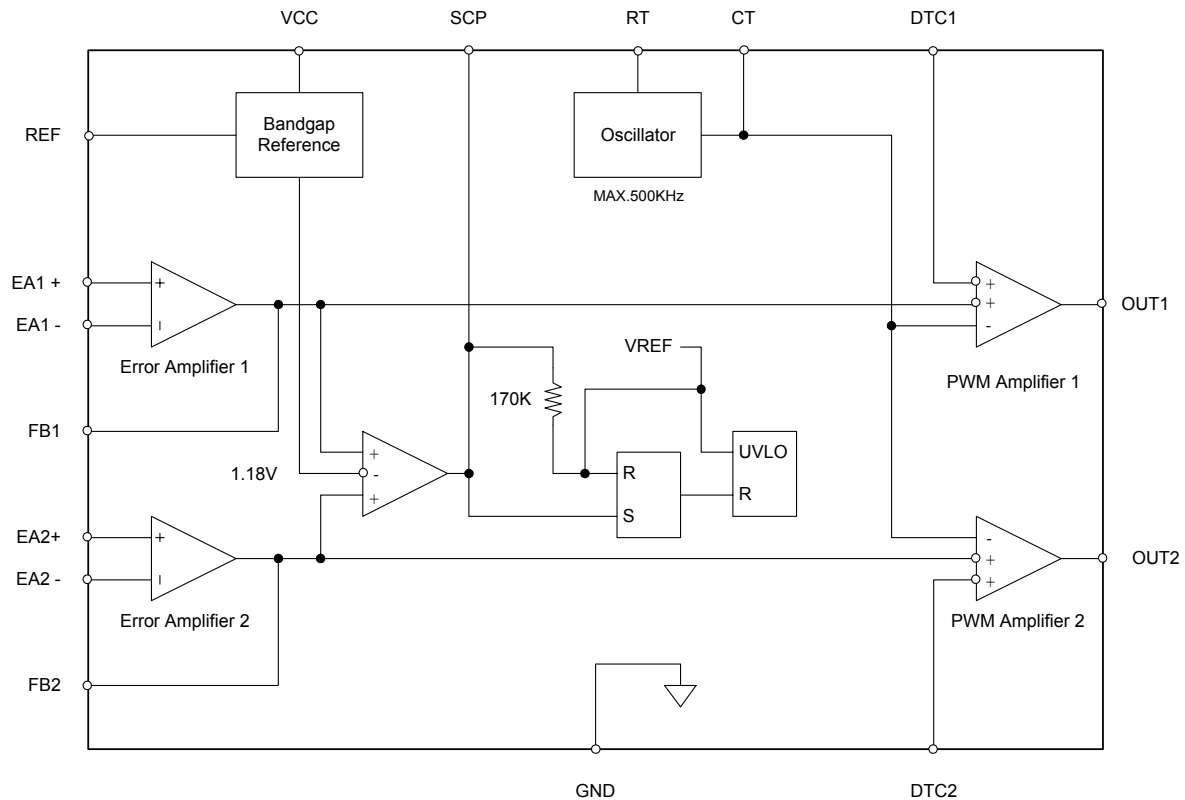 VCC SCP RT CT DTC1
Bandgap
Reference
Oscillator
REF
MAX.500KHz
EA1 +
+
+
+
OUT1
EA1 -
-
-
VREF
Error Amplifier 1
PWM Amplifier 1
170K
FB1
+
UVLO
1.18V
-
R
+
R
S
EA2+
+
-
+
OUT2
EA2 -
-
+
Error Amplifier 2
PWM Amplifier 2
FB2
GND DTC2